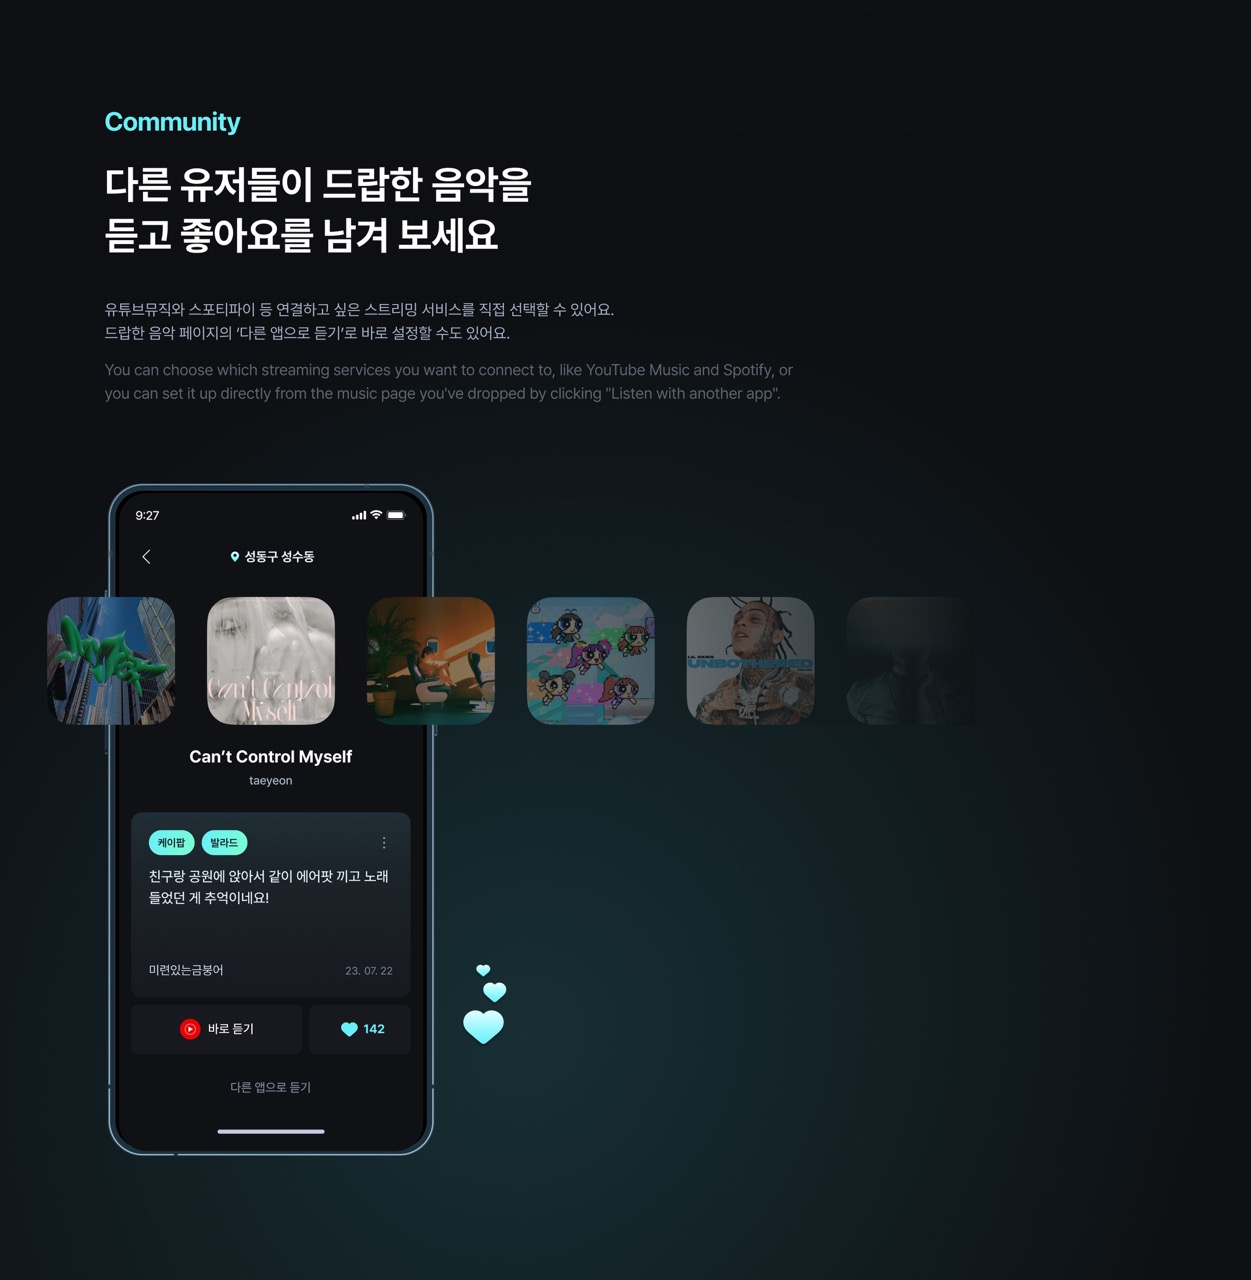 Community
다른 유저들이 드랍한 음악을
듣고 좋아요를 남겨 보세요
유튜브뮤직와 스포티파이 등 연결하고 싶은 스트리밍 서비스를 직접 선택할 수 있어요.
드랍한 음악 페이지의 ‘다른 앱으로 듣기’로 바로 설정할 수도 있어요.
You can choose which streaming services you want to connect to, like YouTube Music and Spotify, or
you can set it up directly from the music page you've dropped by clicking "Listen with another app".
9:27
성동구 성수동
Can't Control
Myself
LIL SKIES
UNBOTHERED
Can’t Control Myself
taeyeon
케이팝 발라드
친구랑 공원에 앉아서 같이 에어팟 끼고 노래
들었던 게 추억이네요!
미련있는금붕어 23. 07. 22
바로 듣기 142
다른 앱으로 듣기